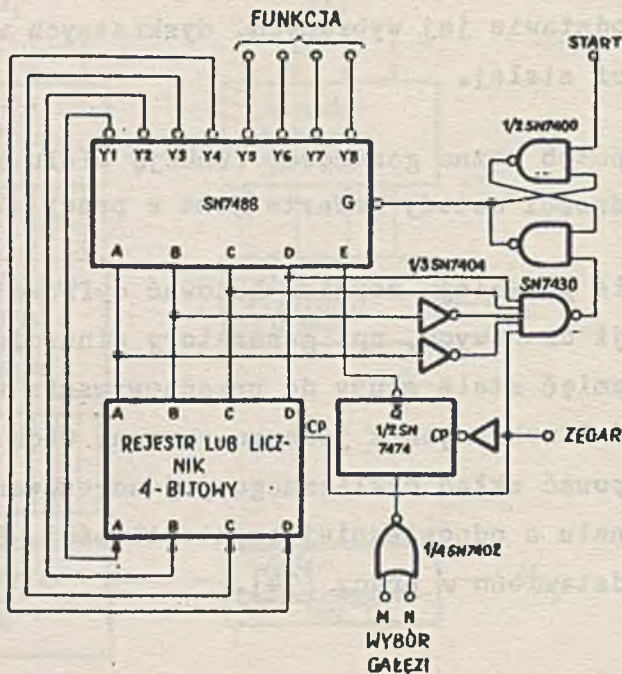 FUNKCJA
START
1/2 SN7400
Y1 Y2 Y3 Y4 Y5 Y6 Y7 Y8
SN7488
G
A B C D E
1/3 SN7404
SN7430
A B C D
REJESTR LUB LICZ-
NIK
4-BITOWY
A B C D
CP
Q̅
1/2 SN
7474
CP
ZEGAR
1/4 SN7402
M N
WYBÓR
GAŁĘZI